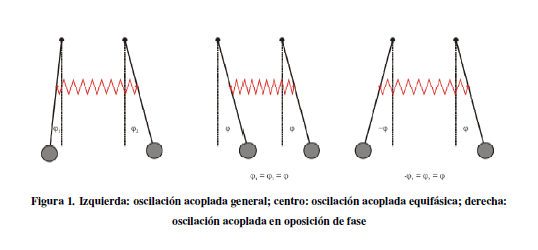 φ₁ φ₂ φ φ -φ φ
φ₁ = φ₂ = φ -φ₁ = φ₂ = φ
Figura 1. Izquierda: oscilación acoplada general; centro: oscilación acoplada equifásica; derecha:
oscilación acoplada en oposición de fase